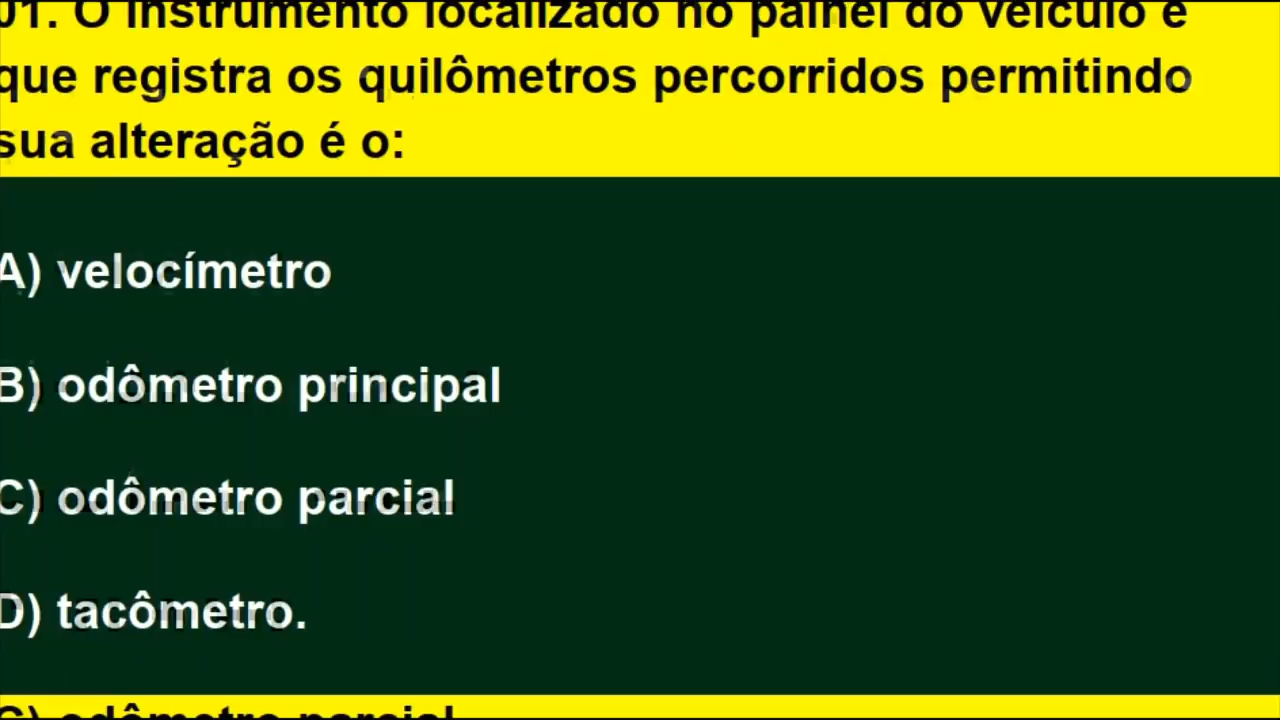 01. O instrumento localizado no painel do veículo e
que registra os quilômetros percorridos permitindo
sua alteração é o:
A) velocímetro
B) odômetro principal
C) odômetro parcial
D) tacômetro.
C) odômetro parcial